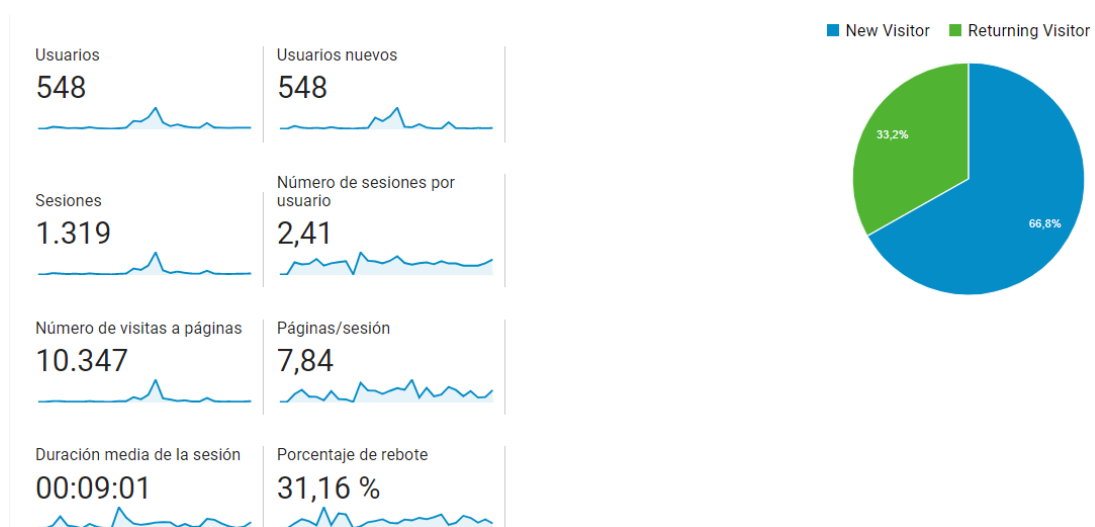 New Visitor
Returning Visitor
Usuarios
548
Usuarios nuevos
548
33,2%
66,8%
Sesiones
1.319
Número de sesiones por
usuario
2,41
Número de visitas a páginas
10.347
Páginas/sesión
7,84
Duración media de la sesión
00:09:01
Porcentaje de rebote
31,16 %